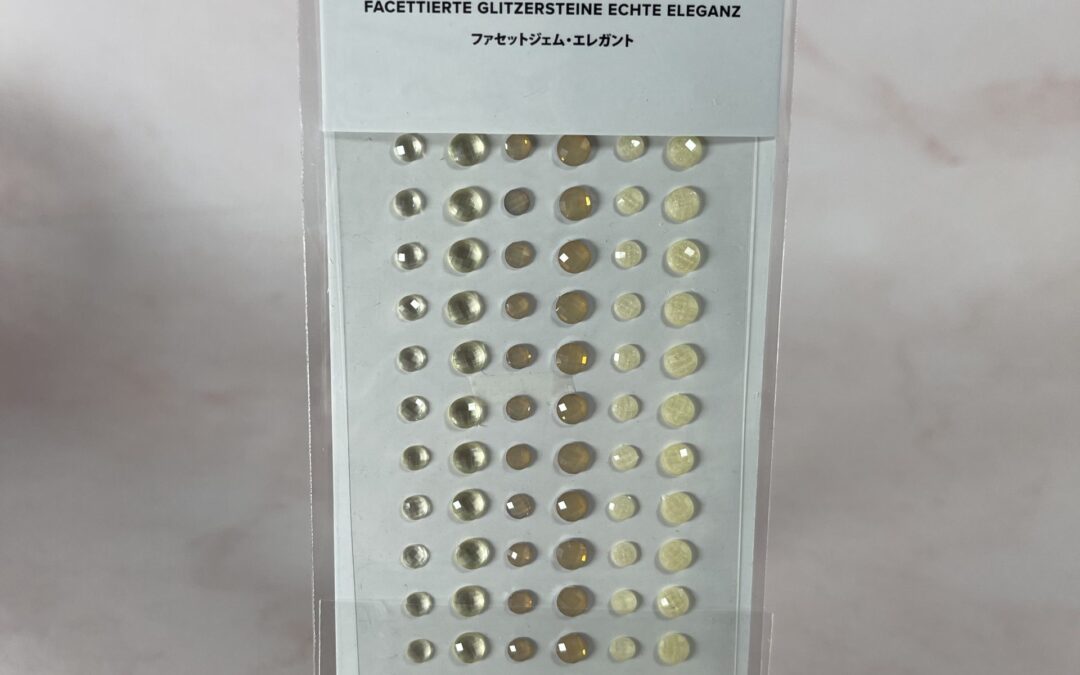 FACETTIERTE GLITZERSTEINE ECHTE ELEGANZ
ファセットジェム・エレガント